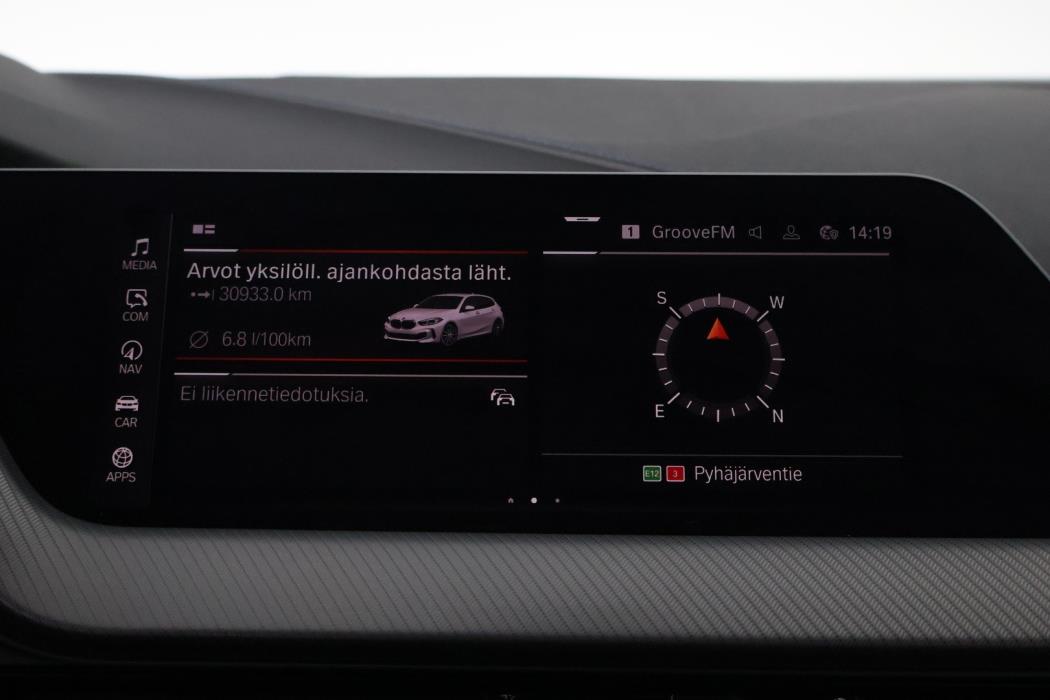 MEDIA
COM
NAV
CAR
APPS
Arvot yksilöll. ajankohdasta läht.
30933.0 km
6.8 l/100km
Ei liikennetiedotuksia.
1 GrooveFM 14:19
S W
E N
E12 3 Pyhäjärventie